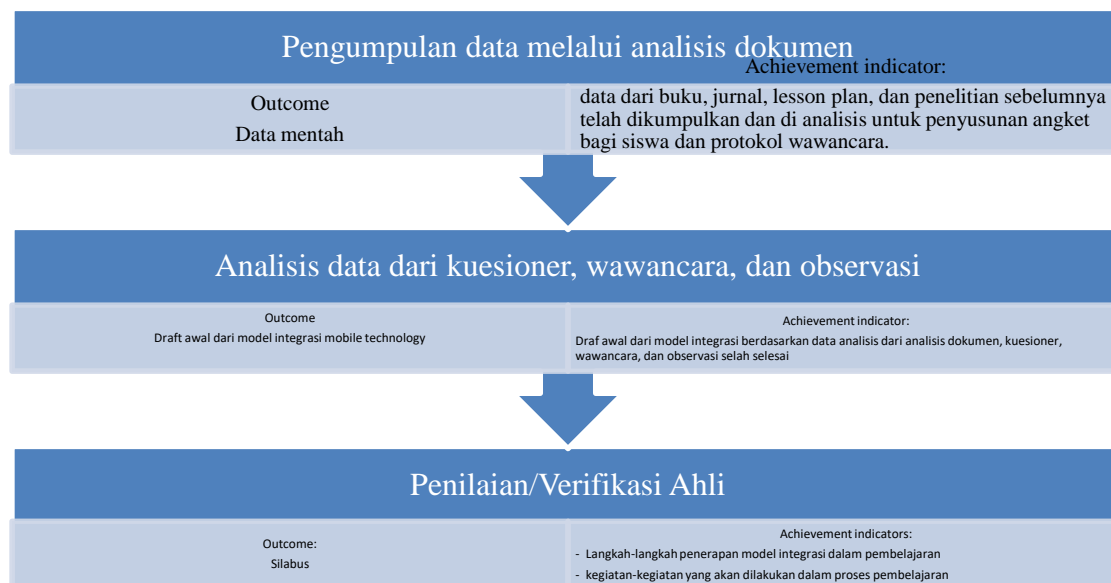 Pengumpulan data melalui analisis dokumen
Outcome
Data mentah
Achievement indicator:
data dari buku, jurnal, lesson plan, dan penelitian sebelumnya
telah dikumpulkan dan di analisis untuk penyusunan angket
bagi siswa dan protokol wawancara.
Analisis data dari kuesioner, wawancara, dan observasi
Outcome
Draft awal dari model integrasi mobile technology
Achievement indicator:
Draf awal dari model integrasi berdasarkan data analisis dari analisis dokumen, kuesioner,
wawancara, dan observasi selah selesai
Penilaian/Verifikasi Ahli
Outcome:
Silabus
Achievement indicators:
- Langkah-langkah penerapan model integrasi dalam pembelajaran
- kegiatan-kegiatan yang akan dilakukan dalam proses pembelajaran